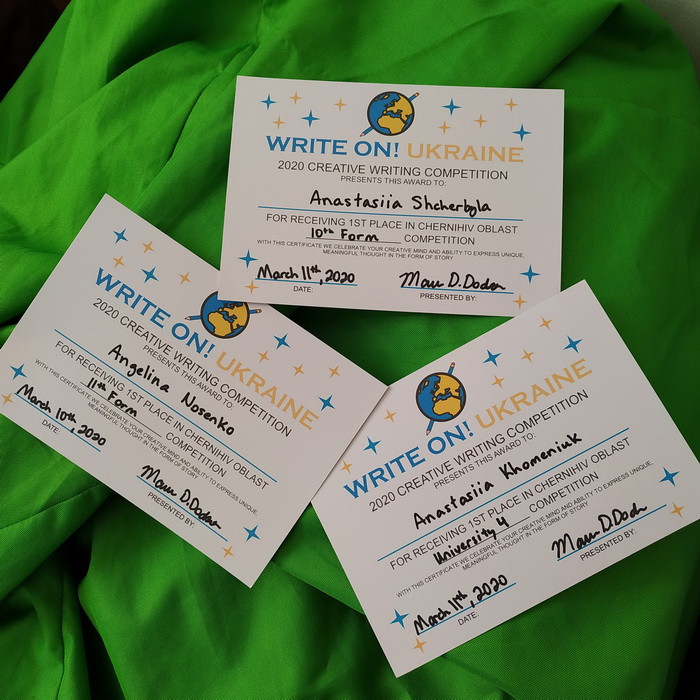 WRITE ON! UKRAINE
2020 CREATIVE WRITING COMPETITION
PRESENTS THIS AWARD TO:
Anastasiia Shcherbyla
FOR RECEIVING 1ST PLACE IN CHERNIHIV OBLAST
10th Form COMPETITION
WITH THIS CERTIFICATE WE CELEBRATE YOUR CREATIVE MIND AND ABILITY TO EXPRESS UNIQUE,
MEANINGFUL THOUGHT IN THE FORM OF STORY
March 11th, 2020
DATE:
PRESENTED BY:
WRITE ON! UKRAINE
2020 CREATIVE WRITING COMPETITION
PRESENTS THIS AWARD TO:
Angelina Nosenko
FOR RECEIVING 1ST PLACE IN CHERNIHIV OBLAST
11th Form COMPETITION
WITH THIS CERTIFICATE WE CELEBRATE YOUR CREATIVE MIND AND ABILITY TO EXPRESS UNIQUE,
MEANINGFUL THOUGHT IN THE FORM OF STORY
March 10th, 2020
DATE:
PRESENTED BY:
WRITE ON! UKRAINE
2020 CREATIVE WRITING COMPETITION
PRESENTS THIS AWARD TO:
Anastasiia Khomeniuk
FOR RECEIVING 1ST PLACE IN CHERNIHIV OBLAST
University 4 COMPETITION
WITH THIS CERTIFICATE WE CELEBRATE YOUR CREATIVE MIND AND ABILITY TO EXPRESS UNIQUE,
MEANINGFUL THOUGHT IN THE FORM OF STORY
March 11th, 2020
DATE:
PRESENTED BY: